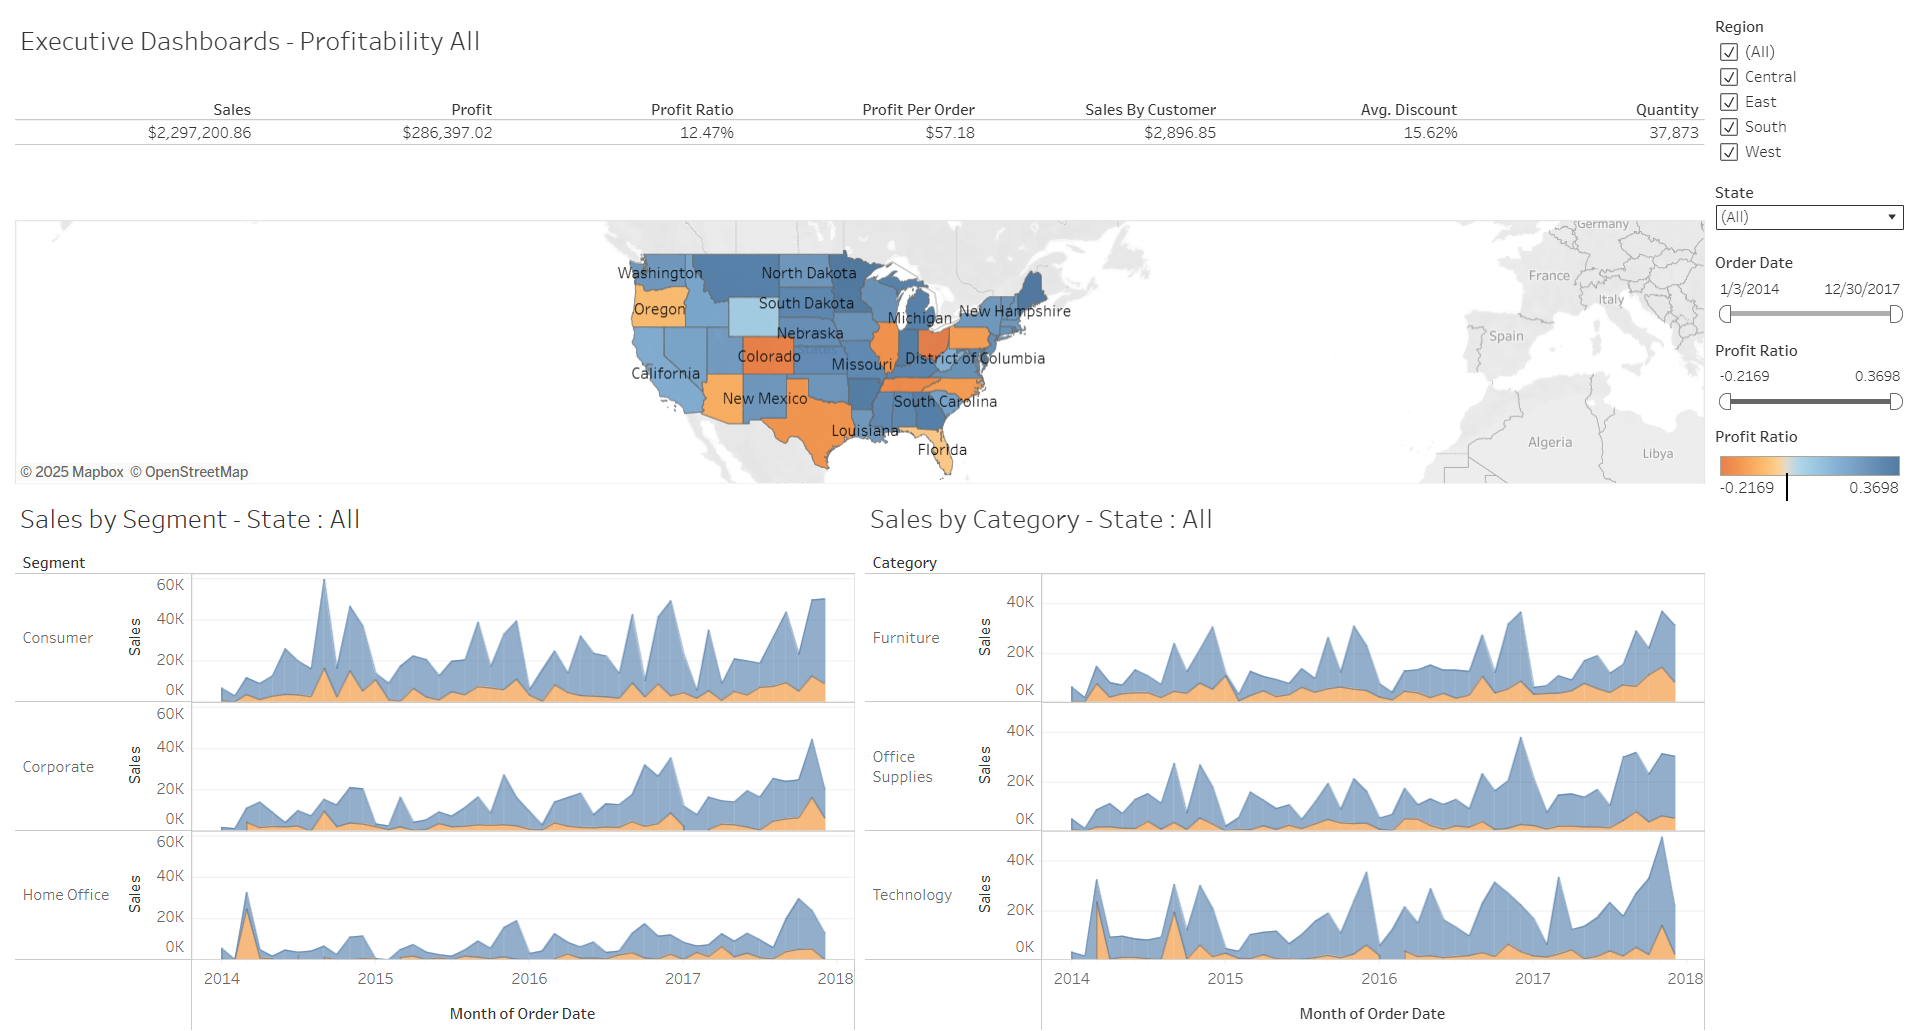 Executive Dashboards - Profitability All
Sales Profit Profit Ratio Profit Per Order Sales By Customer Avg. Discount Quantity
$2,297,200.86 $286,397.02 12.47% $57.18 $2,896.85 15.62% 37,873
Region
(All)
Central
East
South
West
State
(All)
Order Date
1/3/2014 12/30/2017
Profit Ratio
-0.2169 0.3698
Profit Ratio
-0.2169 0.3698
Germany
France
Italy
Spain
Algeria
Libya
Washington
North Dakota
Oregon
South Dakota
Michigan
New Hampshire
Nebraska
Colorado
Missouri
District of Columbia
California
New Mexico
South Carolina
Louisiana
Florida
© 2025 Mapbox © OpenStreetMap
Sales by Segment - State : All
Segment
Consumer
Sales
60K
40K
20K
0K
Corporate
Sales
60K
40K
20K
0K
Home Office
Sales
60K
40K
20K
0K
2014 2015 2016 2017 2018
Month of Order Date
Sales by Category - State : All
Category
Furniture
Sales
40K
20K
0K
Office
Supplies
Sales
40K
20K
0K
Technology
Sales
40K
20K
0K
2014 2015 2016 2017 2018
Month of Order Date